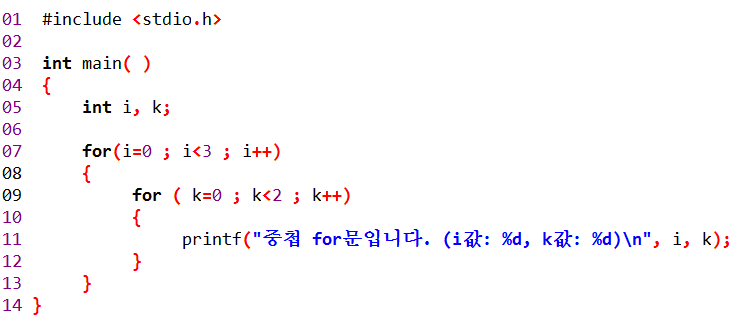 01 #include <stdio.h>
02
03 int main( )
04 {
05 int i, k;
06
07 for(i=0 ; i<3 ; i++)
08 {
09 for ( k=0 ; k<2 ; k++)
10 {
11 printf("중첩 for문입니다. (i값: %d, k값: %d)\n", i, k);
12 }
13 }
14 }